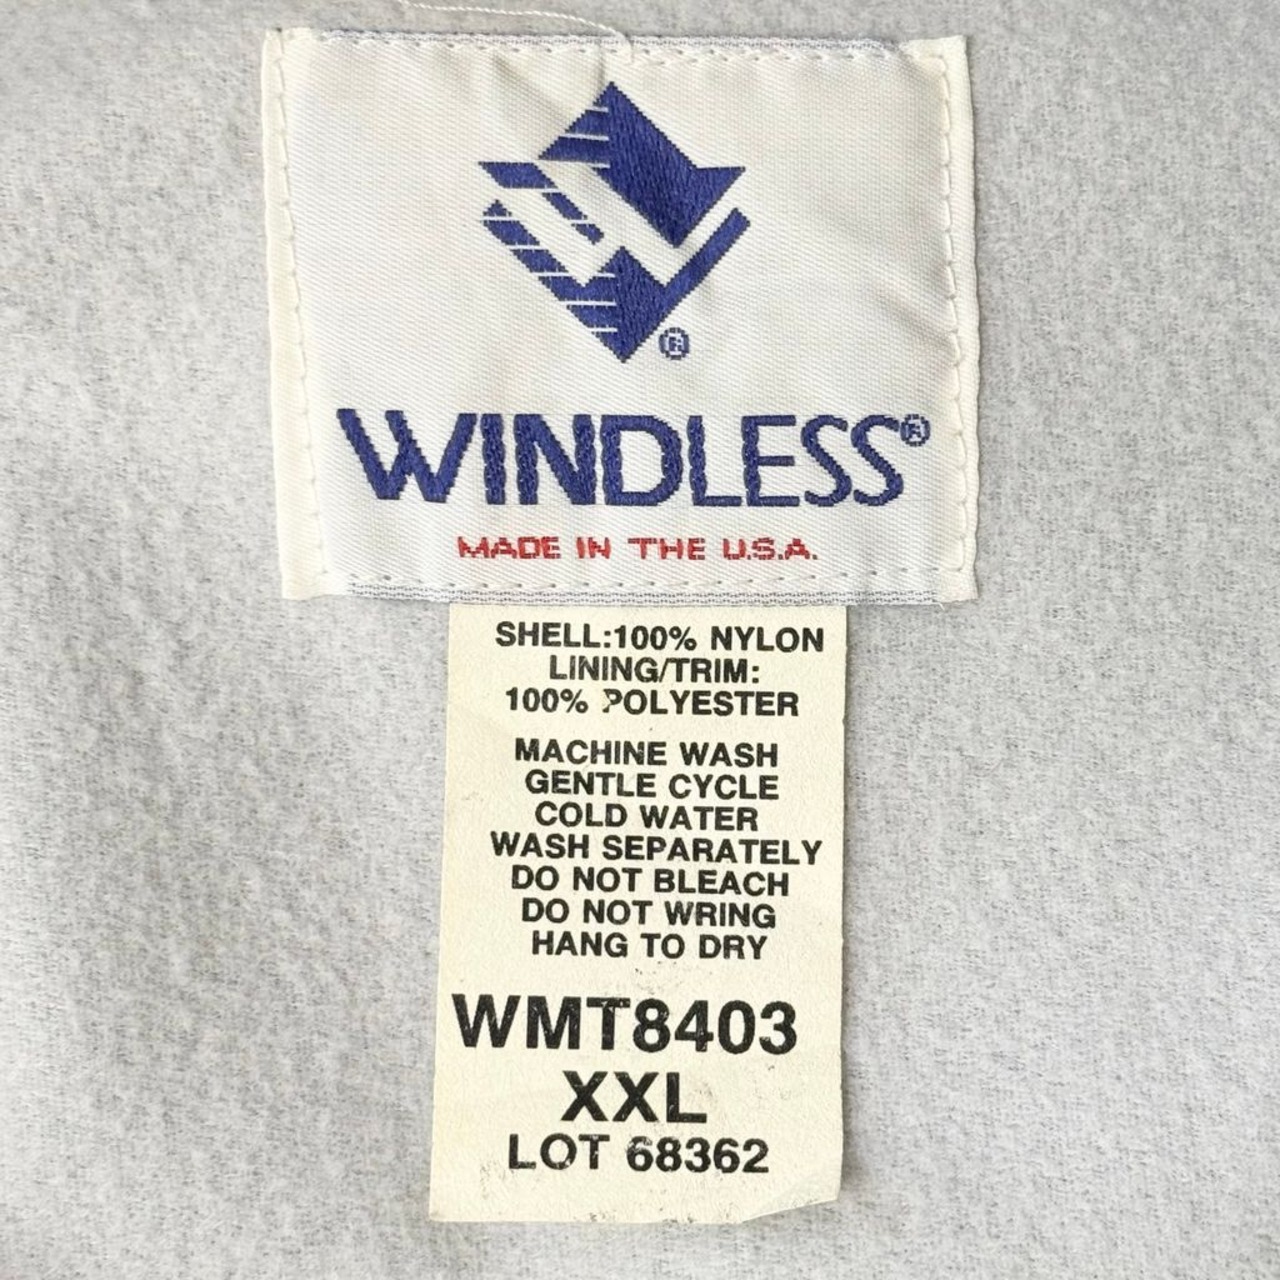 ®
WINDLESS®
MADE IN THE U.S.A.
SHELL:100% NYLON
LINING/TRIM:
100% POLYESTER
MACHINE WASH
GENTLE CYCLE
COLD WATER
WASH SEPARATELY
DO NOT BLEACH
DO NOT WRING
HANG TO DRY
WMT8403
XXL
LOT 68362